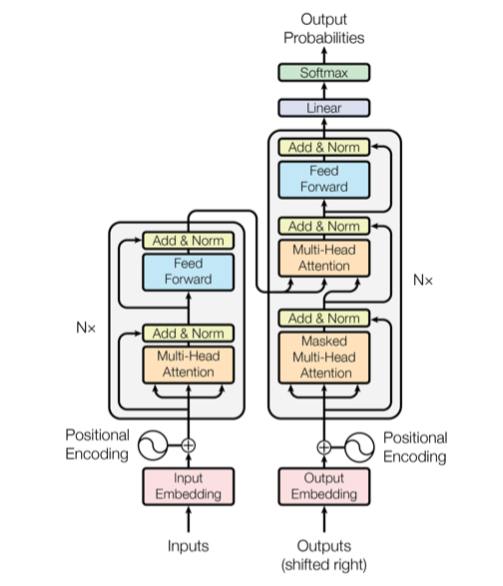 Output
Probabilities
Softmax
Linear
Add & Norm
Feed
Forward
Add & Norm
Multi-Head
Attention
Add & Norm
Masked
Multi-Head
Attention
Nx
Add & Norm
Feed
Forward
Add & Norm
Multi-Head
Attention
Nx
Positional
Encoding
Positional
Encoding
Input
Embedding
Output
Embedding
Inputs
Outputs
(shifted right)